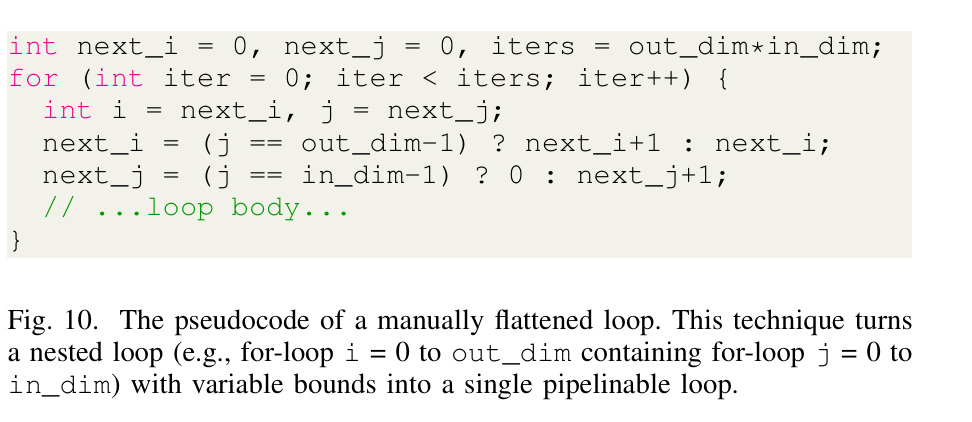 int next_i = 0, next_j = 0, iters = out_dim*in_dim;
for (int iter = 0; iter < iters; iter++) {
  int i = next_i, j = next_j;
  next_i = (j == out_dim-1) ? next_i+1 : next_i;
  next_j = (j == in_dim-1) ? 0 : next_j+1;
  // ...loop body...
}
Fig. 10. The pseudocode of a manually flattened loop. This technique turns
a nested loop (e.g., for-loop i = 0 to out_dim containing for-loop j = 0 to
in_dim) with variable bounds into a single pipelinable loop.